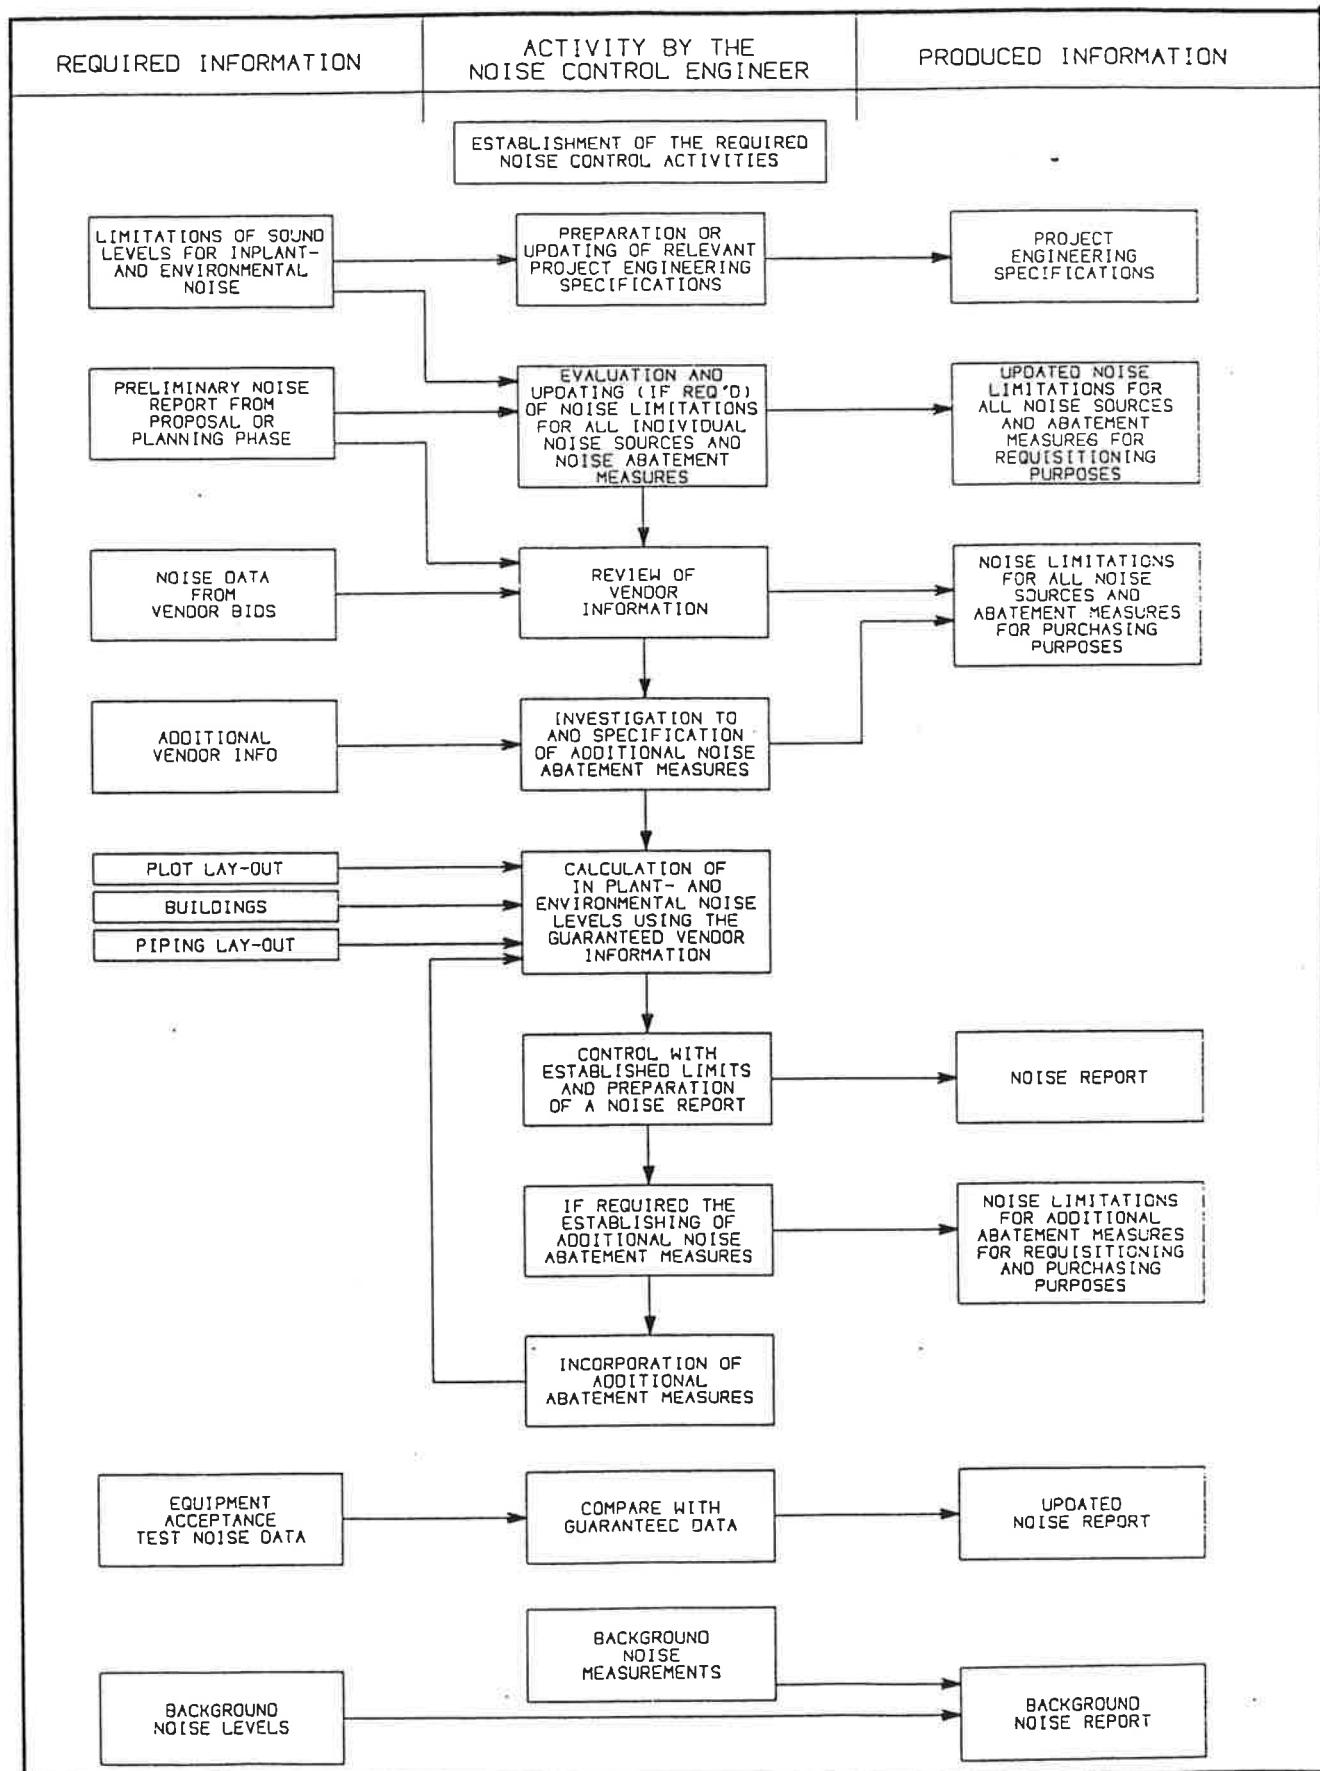 REQUIRED INFORMATION
ACTIVITY BY THE
NOISE CONTROL ENGINEER
PRODUCED INFORMATION
ESTABLISHMENT OF THE REQUIRED
NOISE CONTROL ACTIVITIES
LIMITATIONS OF SOUND
LEVELS FOR INPLANT-
AND ENVIRONMENTAL
NOISE
PREPARATION OR
UPDATING OF RELEVANT
PROJECT ENGINEERING
SPECIFICATIONS
PROJECT
ENGINEERING
SPECIFICATIONS
PRELIMINARY NOISE
REPORT FROM
PROPOSAL OR
PLANNING PHASE
EVALUATION AND
UPDATING (IF REQ'D)
OF NOISE LIMITATIONS
FOR ALL INDIVIDUAL
NOISE SOURCES AND
NOISE ABATEMENT
MEASURES
UPDATED NOISE
LIMITATIONS FOR
ALL NOISE SOURCES
AND ABATEMENT
MEASURES FOR
REQUISITIONING
PURPOSES
NOISE DATA
FROM
VENDOR BIDS
REVIEW OF
VENDOR
INFORMATION
NOISE LIMITATIONS
FOR ALL NOISE
SOURCES AND
ABATEMENT MEASURES
FOR PURCHASING
PURPOSES
ADDITIONAL
VENDOR INFO
INVESTIGATION TO
AND SPECIFICATION
OF ADDITIONAL NOISE
ABATEMENT MEASURES
PLOT LAY-OUT
BUILDINGS
PIPING LAY-OUT
CALCULATION OF
IN PLANT- AND
ENVIRONMENTAL NOISE
LEVELS USING THE
GUARANTEED VENDOR
INFORMATION
CONTROL WITH
ESTABLISHED LIMITS
AND PREPARATION
OF A NOISE REPORT
NOISE REPORT
IF REQUIRED THE
ESTABLISHING OF
ADDITIONAL NOISE
ABATEMENT MEASURES
NOISE LIMITATIONS
FOR ADDITIONAL
ABATEMENT MEASURES
FOR REQUISITIONING
AND PURCHASING
PURPOSES
INCORPORATION OF
ADDITIONAL
ABATEMENT MEASURES
EQUIPMENT
ACCEPTANCE
TEST NOISE DATA
COMPARE WITH
GUARANTEED DATA
UPDATED
NOISE REPORT
BACKGROUND
NOISE
MEASUREMENTS
BACKGROUND
NOISE LEVELS
BACKGROUND
NOISE REPORT